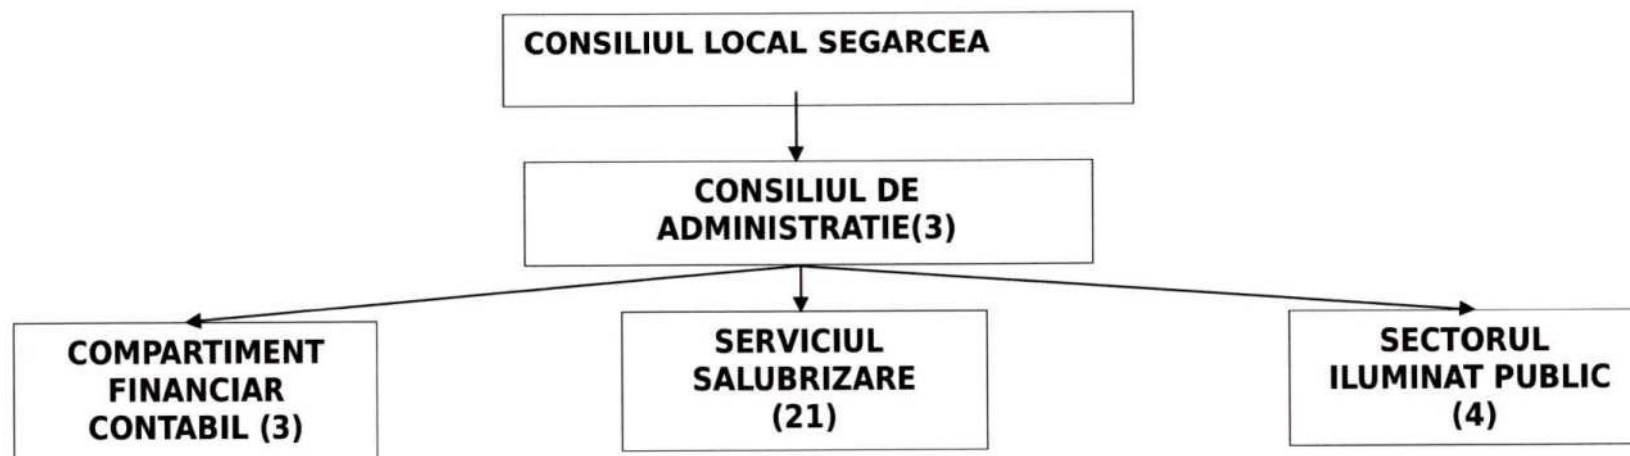 CONSILIUL LOCAL SEGARCEA
CONSILIUL DE
ADMINISTRATIE(3)
COMPARTIMENT
FINANCIAR
CONTABIL (3)
SERVICIUL
SALUBRIZARE
(21)
SECTORUL
ILUMINAT PUBLIC
(4)